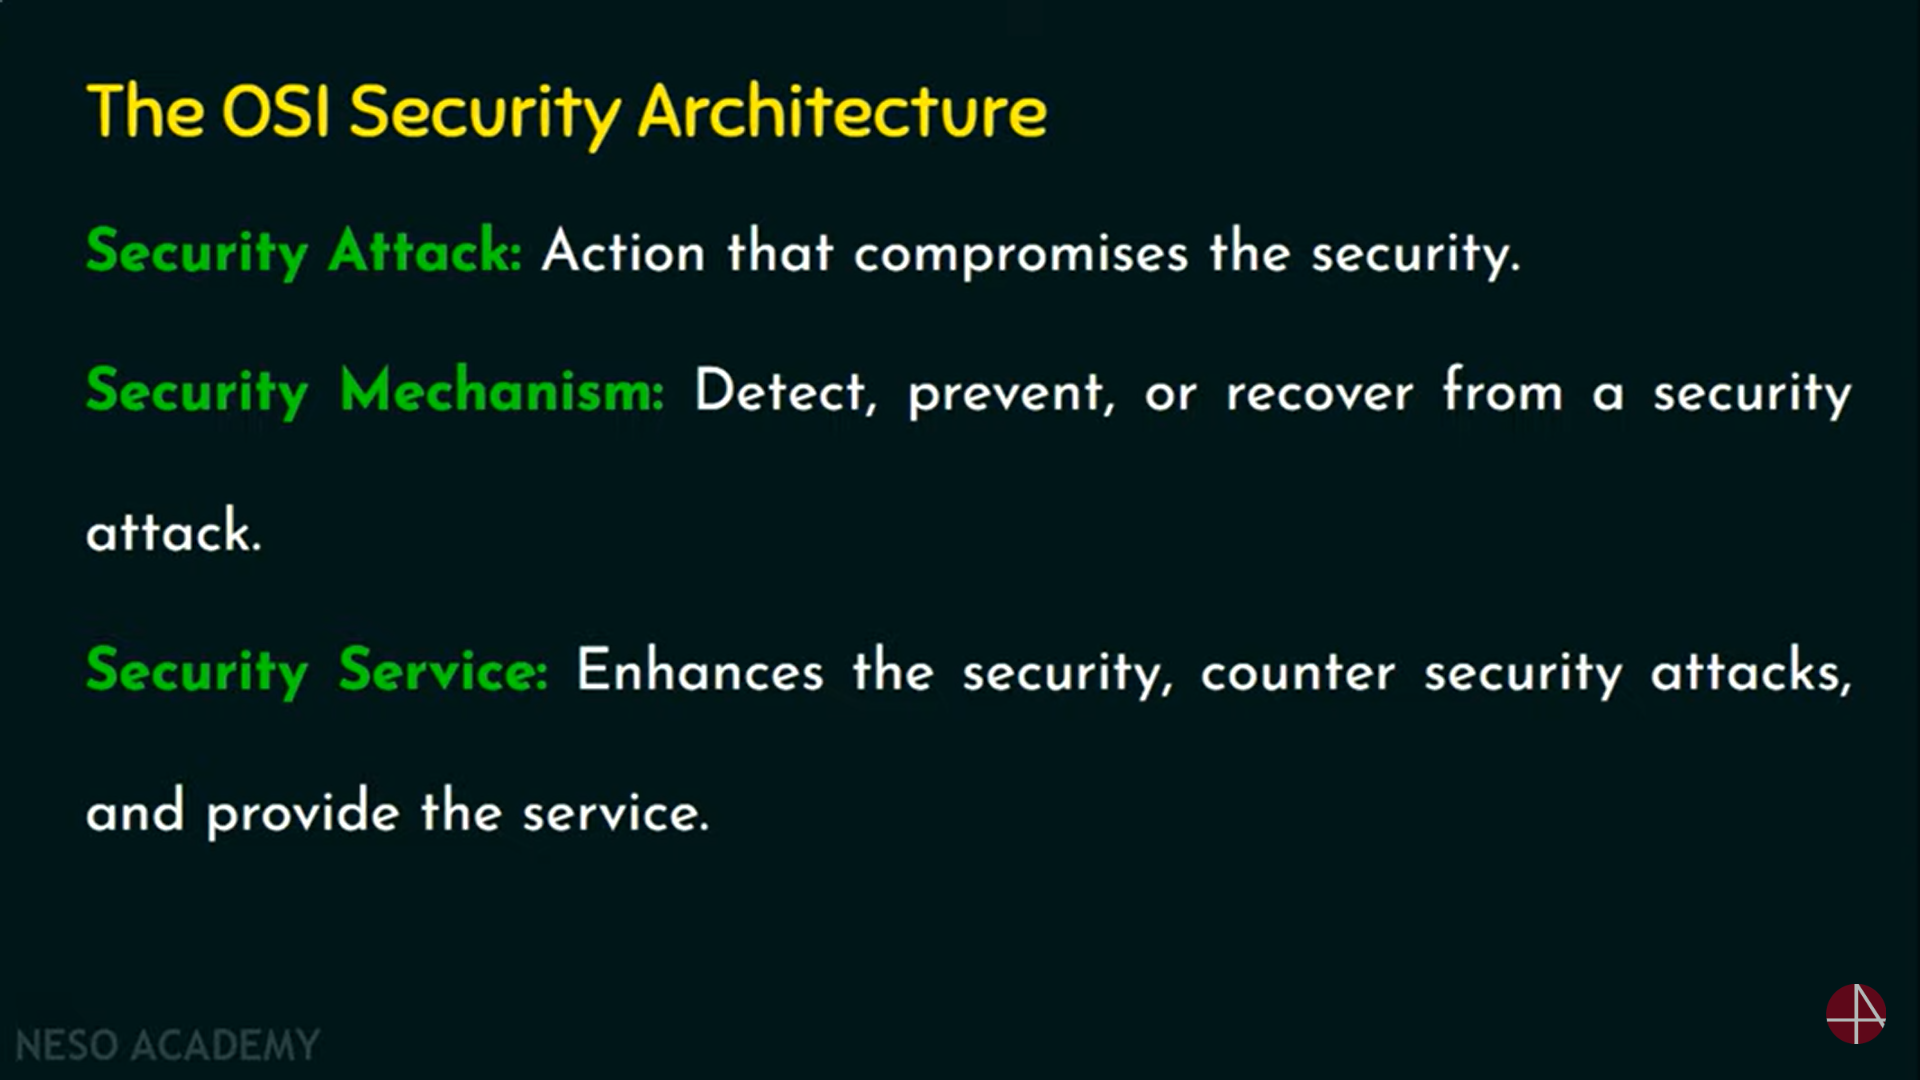 The OSI Security Architecture
Security Attack: Action that compromises the security.
Security Mechanism: Detect, prevent, or recover from a security
attack.
Security Service: Enhances the security, counter security attacks,
and provide the service.
NESO ACADEMY